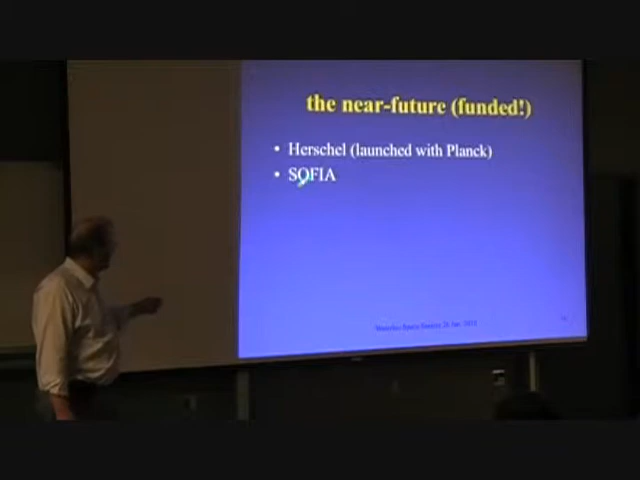 the near-future (funded!)
• Herschel (launched with Planck)
• SOFIA